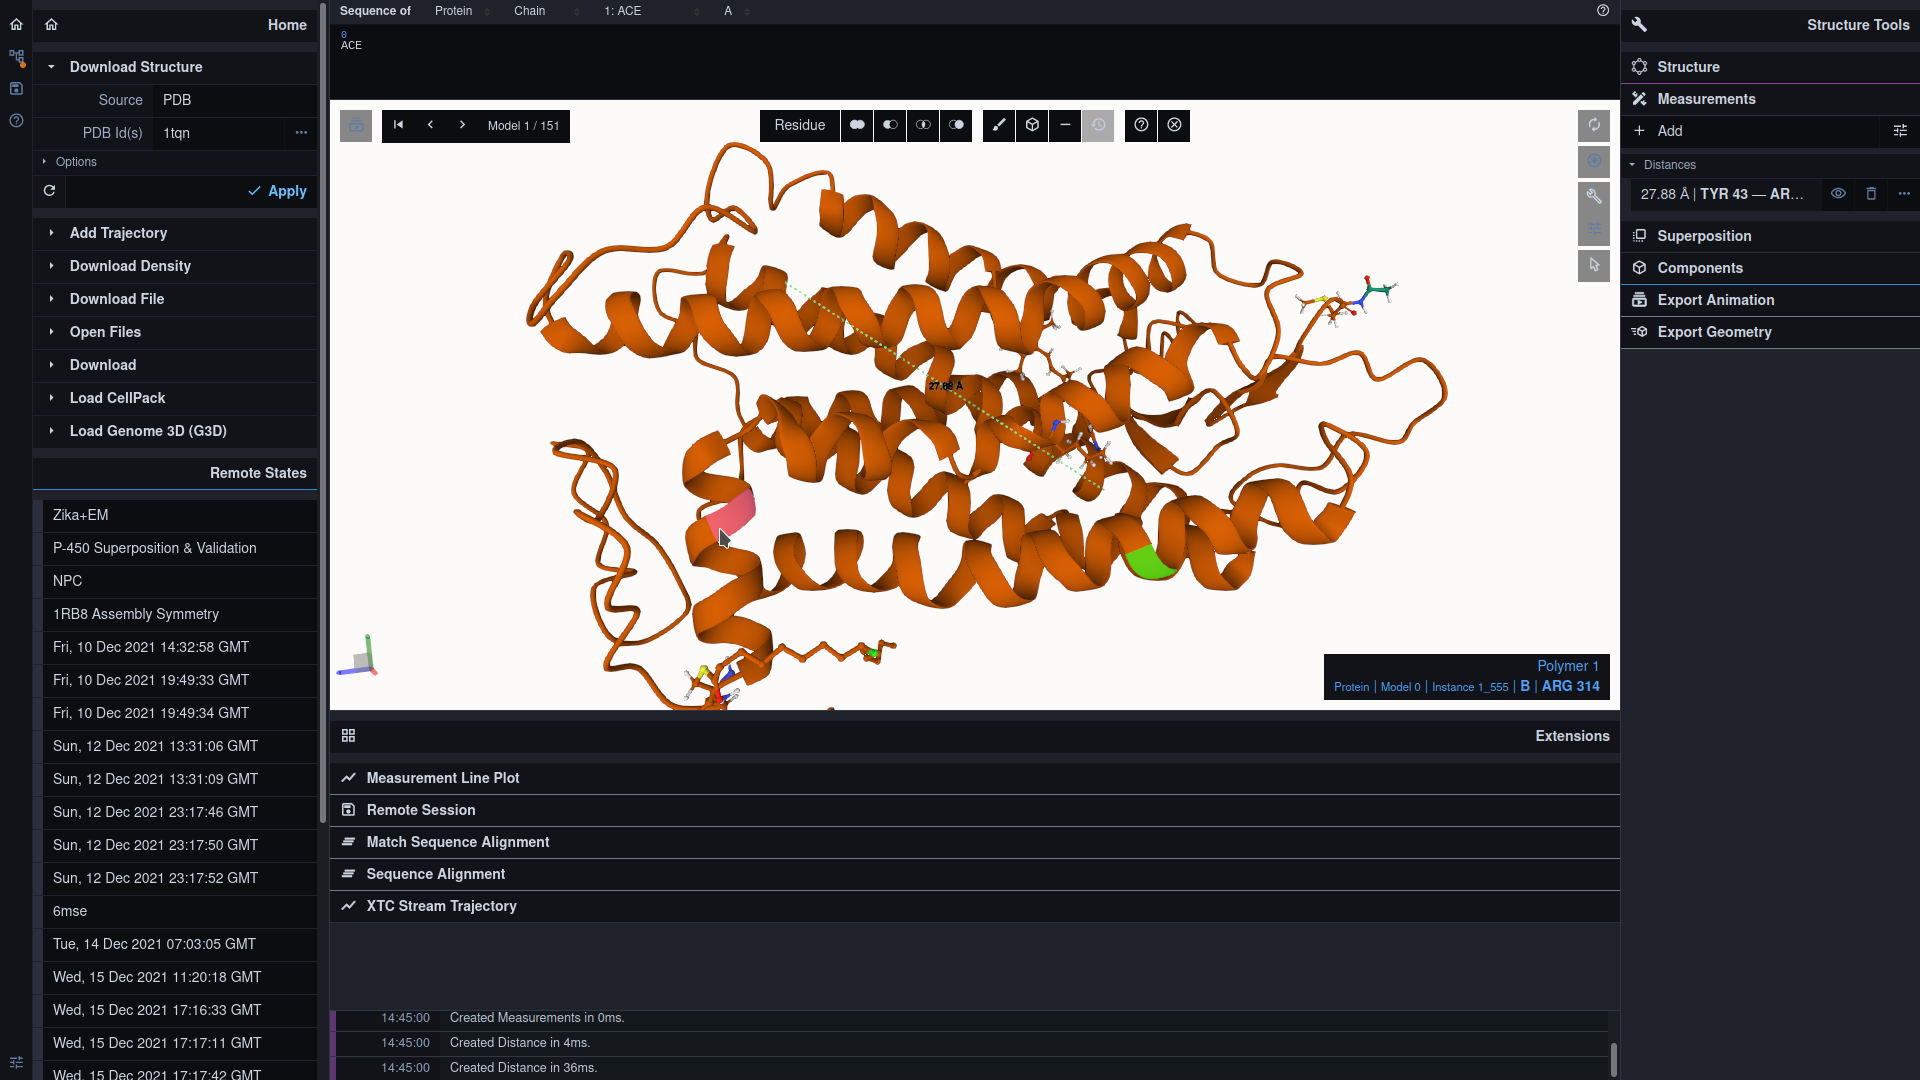 Home
Download Structure
Source PDB
PDB Id(s) 1tqn
Options
Apply
Add Trajectory
Download Density
Download File
Open Files
Download
Load CellPack
Load Genome 3D (G3D)
Remote States
Zika+EM
P-450 Superposition & Validation
NPC
1RB8 Assembly Symmetry
Fri, 10 Dec 2021 14:32:58 GMT
Fri, 10 Dec 2021 19:49:33 GMT
Fri, 10 Dec 2021 19:49:34 GMT
Sun, 12 Dec 2021 13:31:06 GMT
Sun, 12 Dec 2021 13:31:09 GMT
Sun, 12 Dec 2021 23:17:46 GMT
Sun, 12 Dec 2021 23:17:50 GMT
Sun, 12 Dec 2021 23:17:52 GMT
6mse
Tue, 14 Dec 2021 07:03:05 GMT
Wed, 15 Dec 2021 11:20:18 GMT
Wed, 15 Dec 2021 17:16:33 GMT
Wed, 15 Dec 2021 17:17:11 GMT
Wed, 15 Dec 2021 17:17:42 GMT
Sequence of Protein Chain 1: ACE A
0
ACE
Model 1 / 151
Residue
27.88 Å
Polymer 1
Protein | Model 0 | Instance 1_555 | B | ARG 314
Extensions
Measurement Line Plot
Remote Session
Match Sequence Alignment
Sequence Alignment
XTC Stream Trajectory
14:45:00 Created Measurements in 0ms.
14:45:00 Created Distance in 4ms.
14:45:00 Created Distance in 36ms.
Structure Tools
Structure
Measurements
Add
Distances
27.88 Å | TYR 43 — AR...
Superposition
Components
Export Animation
Export Geometry